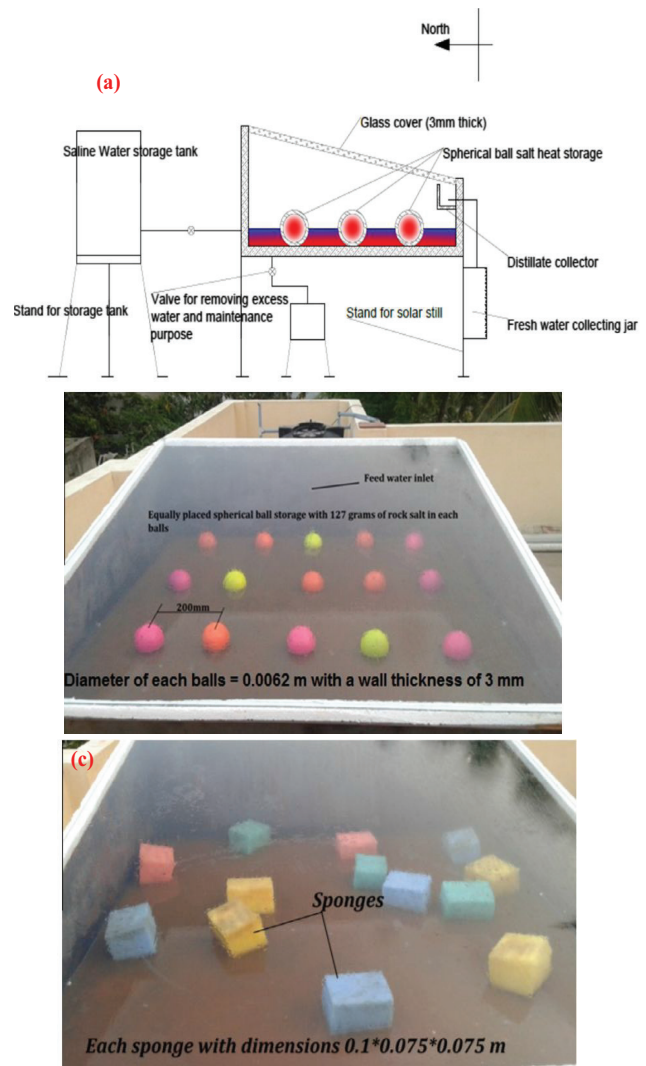 North
(a)
Glass cover (3mm thick)
Saline Water storage tank
Spherical ball salt heat storage
Distillate collector
Stand for storage tank
Valve for removing excess
water and maintenance
purpose
Stand for solar still
Fresh water collecting jar
Feed water inlet
Equally placed spherical ball storage with 127 grams of rock salt in each
balls
200mm
Diameter of each balls = 0.0062 m with a wall thickness of 3 mm
(c)
Sponges
Each sponge with dimensions 0.1*0.075*0.075 m